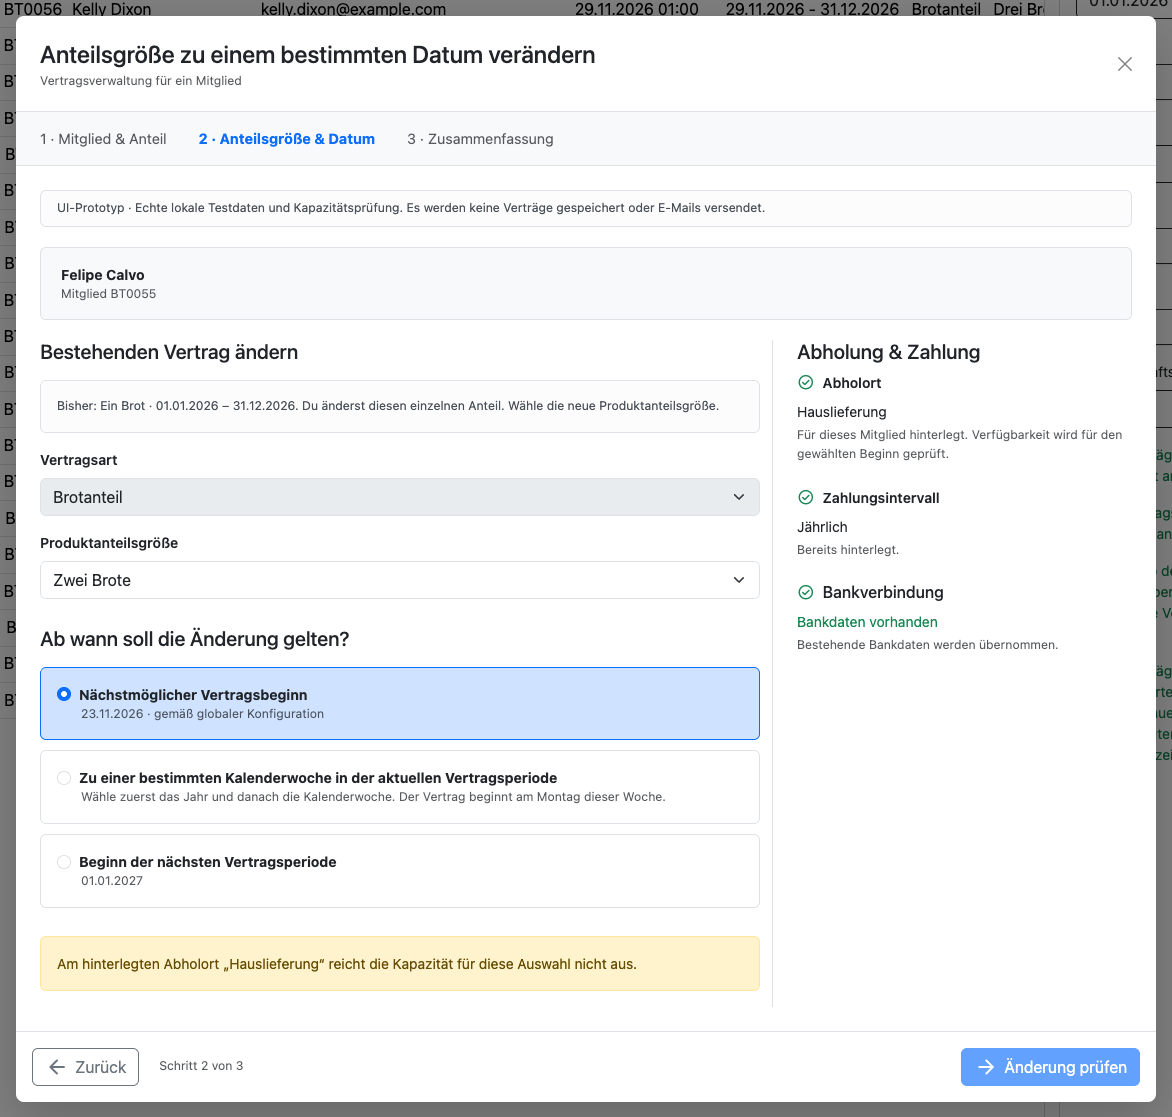 BT0056 Kelly Dixon kelly.dixon@example.com 29.11.2026 01:00 29.11.2026 - 31.12.2026 Brotanteil Drei
01.01.2026
Anteilsgröße zu einem bestimmten Datum verändern
Vertragsverwaltung für ein Mitglied
1 · Mitglied & Anteil 2 · Anteilsgröße & Datum 3 · Zusammenfassung
UI-Prototyp · Echte lokale Testdaten und Kapazitätsprüfung. Es werden keine Verträge gespeichert oder E-Mails versendet.
Felipe Calvo
Mitglied BT0055
Bestehenden Vertrag ändern
Bisher: Ein Brot · 01.01.2026 – 31.12.2026. Du änderst diesen einzelnen Anteil. Wähle die neue Produktanteilsgröße.
Vertragsart
Brotanteil
Produktanteilsgröße
Zwei Brote
Ab wann soll die Änderung gelten?
Nächstmöglicher Vertragsbeginn
23.11.2026 · gemäß globaler Konfiguration
Zu einer bestimmten Kalenderwoche in der aktuellen Vertragsperiode
Wähle zuerst das Jahr und danach die Kalenderwoche. Der Vertrag beginnt am Montag dieser Woche.
Beginn der nächsten Vertragsperiode
01.01.2027
Am hinterlegten Abholort „Hauslieferung“ reicht die Kapazität für diese Auswahl nicht aus.
Abholung & Zahlung
Abholort
Hauslieferung
Für dieses Mitglied hinterlegt. Verfügbarkeit wird für den
gewählten Beginn geprüft.
Zahlungsintervall
Jährlich
Bereits hinterlegt.
Bankverbindung
Bankdaten vorhanden
Bestehende Bankdaten werden übernommen.
Zurück
Schritt 2 von 3
Änderung prüfen